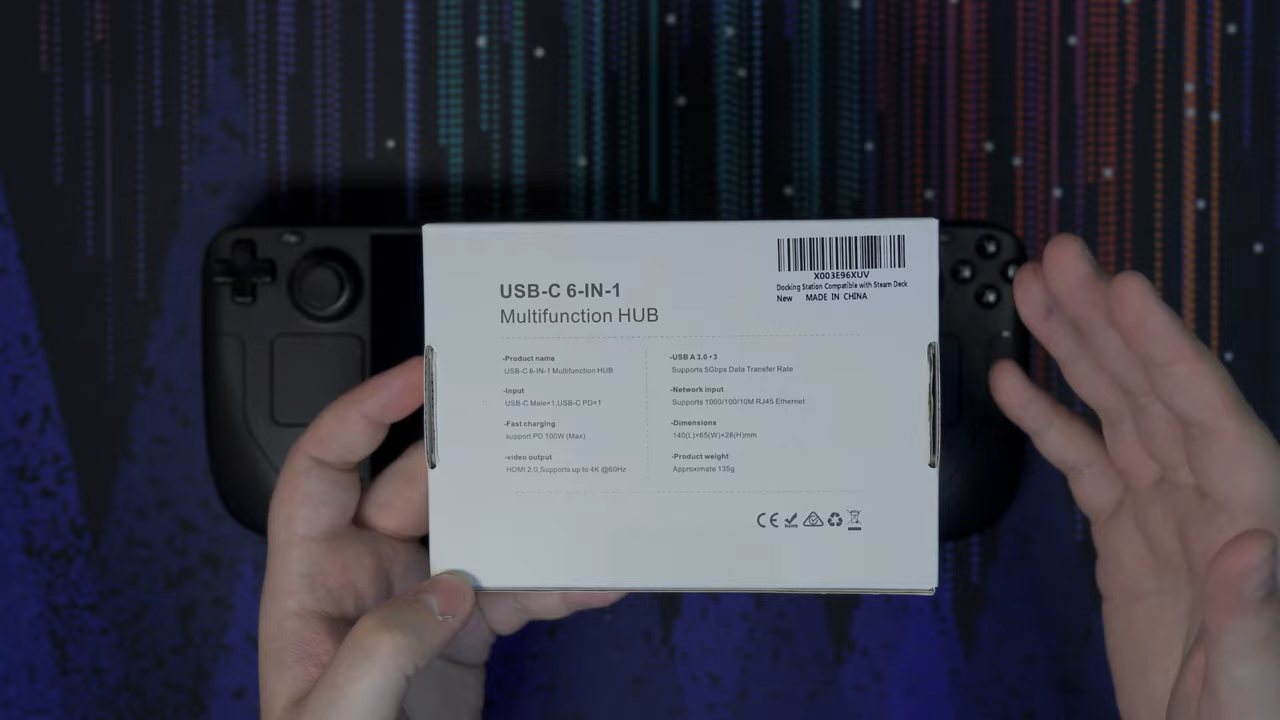 X003E96XUV
Docking Station Compatible with Steam Deck
New MADE IN CHINA
USB-C 6-IN-1
Multifunction HUB
-Product name
USB-C 6-IN-1 Multifunction HUB
-Input
USB-C Male×1,USB-C PD×1
-Fast charging
support PD 100W (Max)
-video output
HDMI 2.0,Supports up to 4K @60Hz
-USB A 3.0*3
Supports 5Gbps Data Transfer Rate
-Network input
Supports 1000/100/10M RJ45 Ethernet
-Dimensions
140(L)×65(W)×28(H)mm
-Product weight
Approximate 135g
CE RoHS